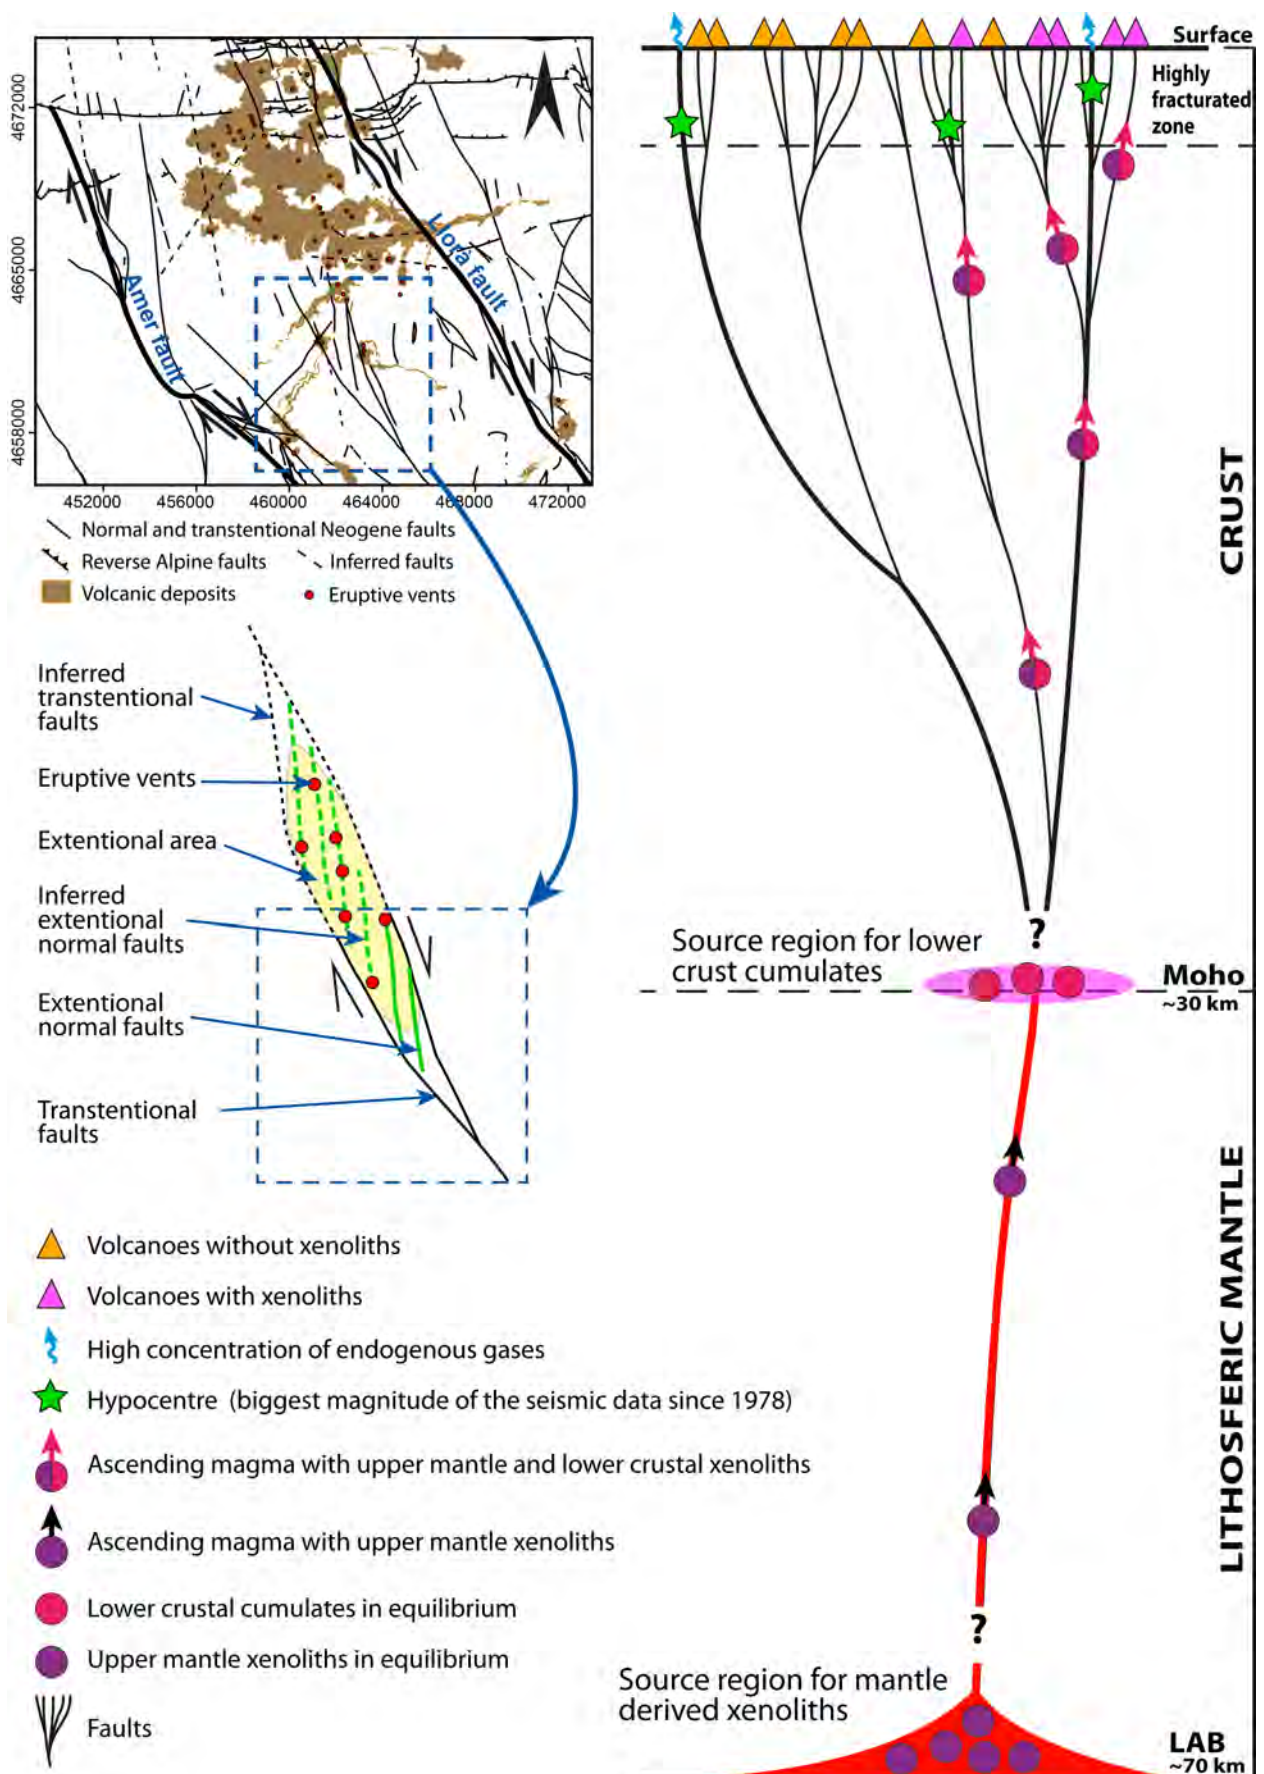 4672000
4665000
4658000
Amer fault
Llorà fault
452000 456000 460000 464000 468000 472000
Normal and transtentional Neogene faults
Reverse Alpine faults
Inferred faults
Volcanic deposits
Eruptive vents
Inferred
transtentional
faults
Eruptive vents
Extentional area
Inferred
extentional
normal faults
Extentional
normal faults
Transtentional
faults
Volcanoes without xenoliths
Volcanoes with xenoliths
High concentration of endogenous gases
Hypocentre (biggest magnitude of the seismic data since 1978)
Ascending magma with upper mantle and lower crustal xenoliths
Ascending magma with upper mantle xenoliths
Lower crustal cumulates in equilibrium
Upper mantle xenoliths in equilibrium
Faults
Surface
Highly
fracturated
zone
CRUST
?
Source region for lower
crust cumulates
Moho
~30 km
LITHOSFERIC MANTLE
?
Source region for mantle
derived xenoliths
LAB
~70 km